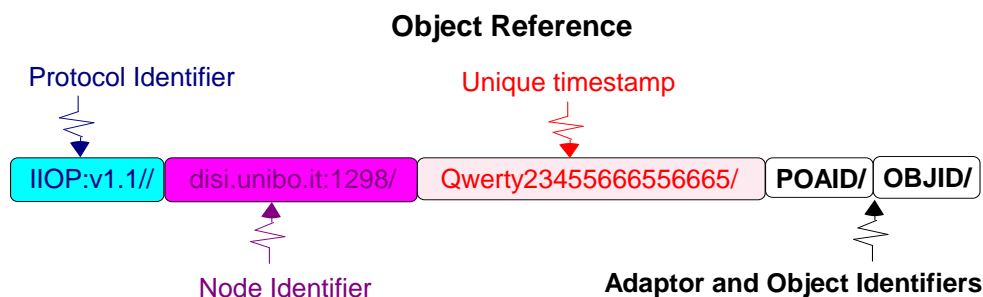 Object Reference
Protocol Identifier
Unique timestamp
IIOP:v1.1// disi.unibo.it:1298/ Qwerty23455666556665/ POAID/ OBJID/
Node Identifier
Adaptor and Object Identifiers